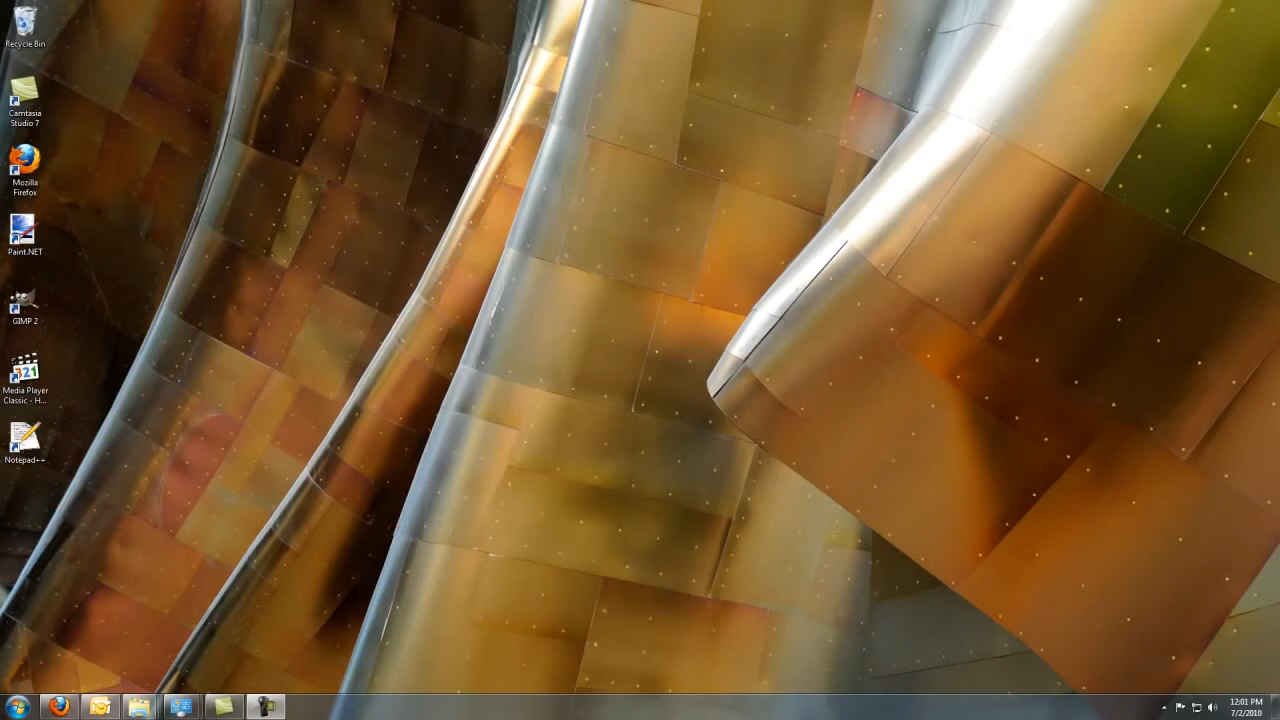 Recycle Bin
Camtasia
Studio 7
Mozilla
Firefox
Paint.NET
GIMP 2
321
Media Player
Classic - H...
Notepad++
12:01 PM
7/2/2010